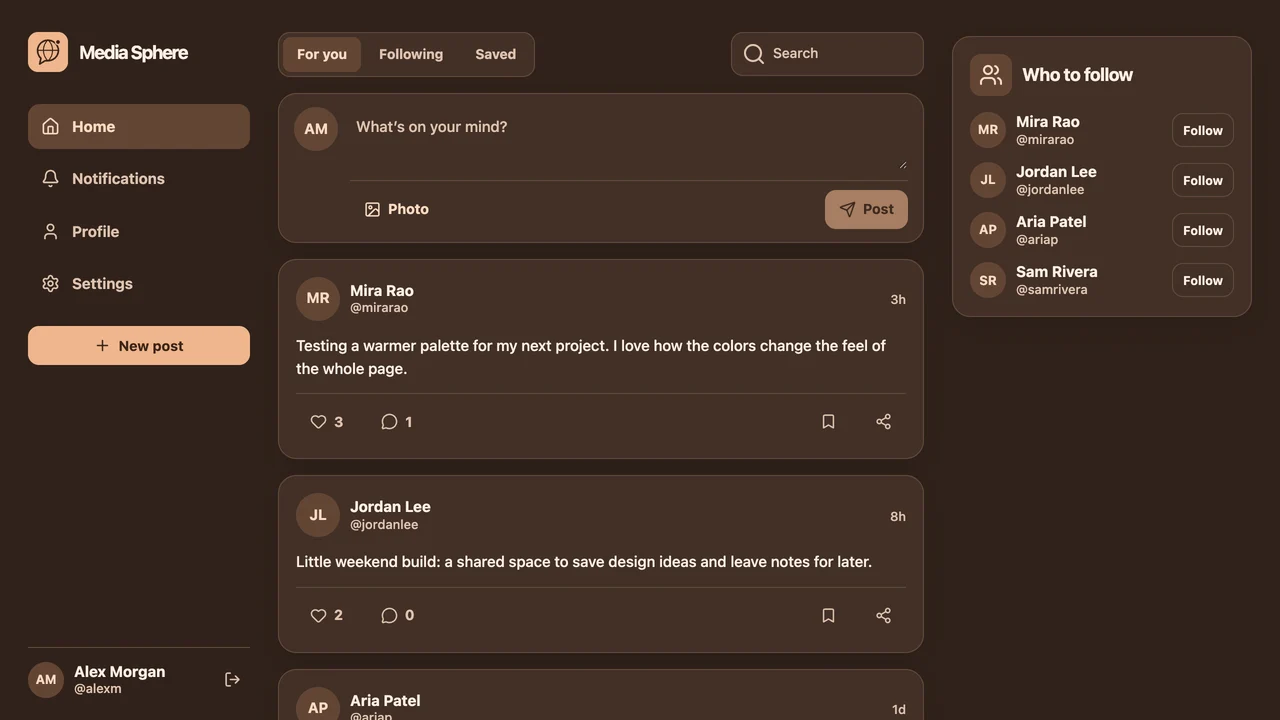 Media Sphere
Home
Notifications
Profile
Settings
New post
AM
Alex Morgan
@alexm
For you
Following
Saved
Search
AM
What's on your mind?
Photo
Post
MR
Mira Rao
@mirarao
3h
Testing a warmer palette for my next project. I love how the colors change the feel of
the whole page.
3
1
JL
Jordan Lee
@jordanlee
8h
Little weekend build: a shared space to save design ideas and leave notes for later.
2
0
AP
Aria Patel
@ariap
1d
Who to follow
MR
Mira Rao
@mirarao
Follow
JL
Jordan Lee
@jordanlee
Follow
AP
Aria Patel
@ariap
Follow
SR
Sam Rivera
@samrivera
Follow